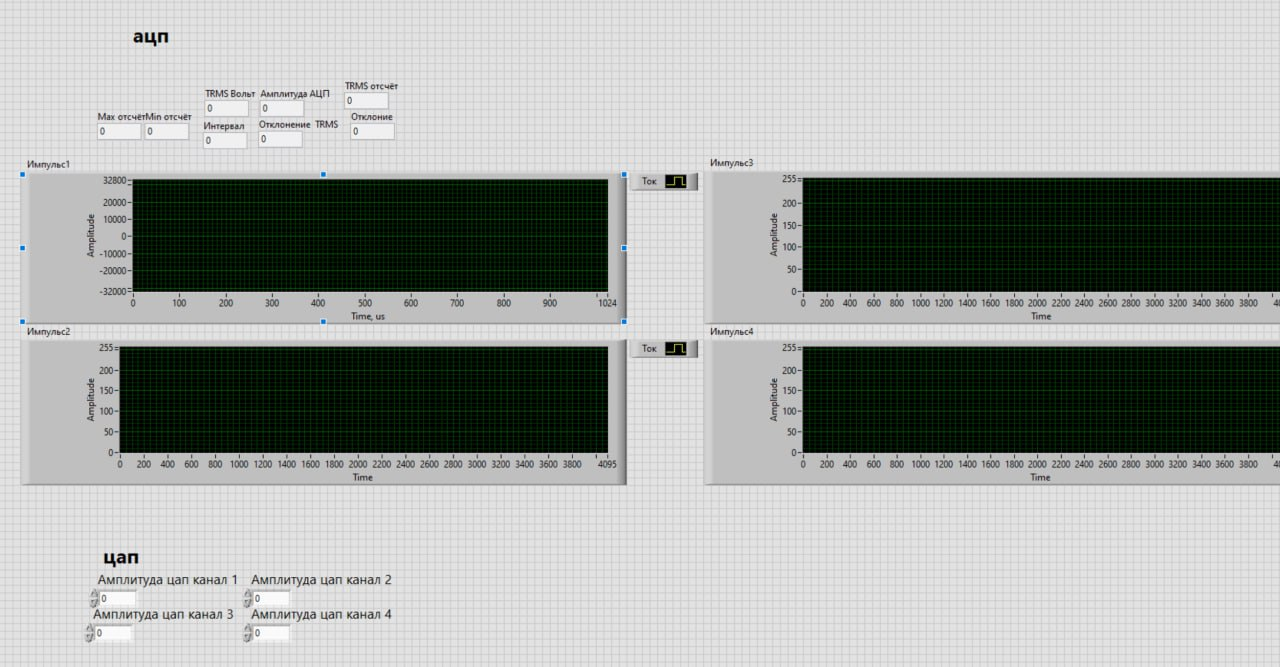 ацп
TRMS отсчёт
TRMS Вольт Амплитуда АЦП
0
0 0
Max отсчёт Min отсчёт Отклоние
Интервал Отклонение TRMS
0 0 0
0 0
Импульс1
Amplitude
32800
20000
10000
0
-10000
-20000
-32000
0 100 200 300 400 500 600 700 800 900 1024
Time, us
Ток
Импульс3
Amplitude
255
200
150
100
50
0
0 200 400 600 800 1000 1200 1400 1600 1800 2000 2200 2400 2600 2800 3000 3200 3400 3600 3800
Time
Импульс2
Amplitude
255
200
150
100
50
0
0 200 400 600 800 1000 1200 1400 1600 1800 2000 2200 2400 2600 2800 3000 3200 3400 3600 3800 4095
Time
Ток
Импульс4
Amplitude
255
200
150
100
50
0
0 200 400 600 800 1000 1200 1400 1600 1800 2000 2200 2400 2600 2800 3000 3200 3400 3600 3800
Time
цап
Амплитуда цап канал 1 Амплитуда цап канал 2
0 0
Амплитуда цап канал 3 Амплитуда цап канал 4
0 0